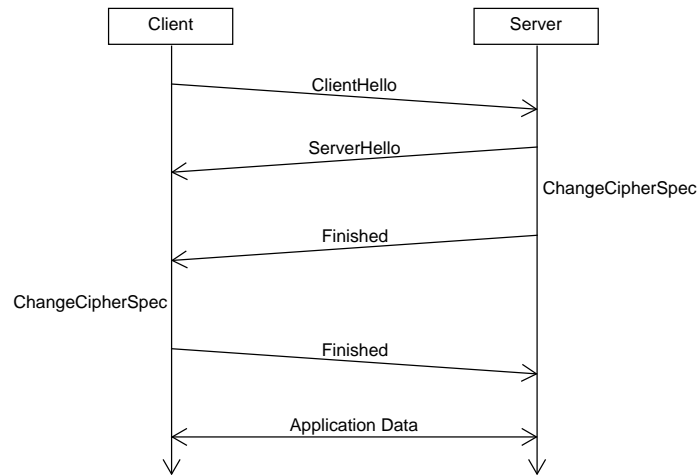 Client
Server
ClientHello
ServerHello
ChangeCipherSpec
Finished
ChangeCipherSpec
Finished
Application Data